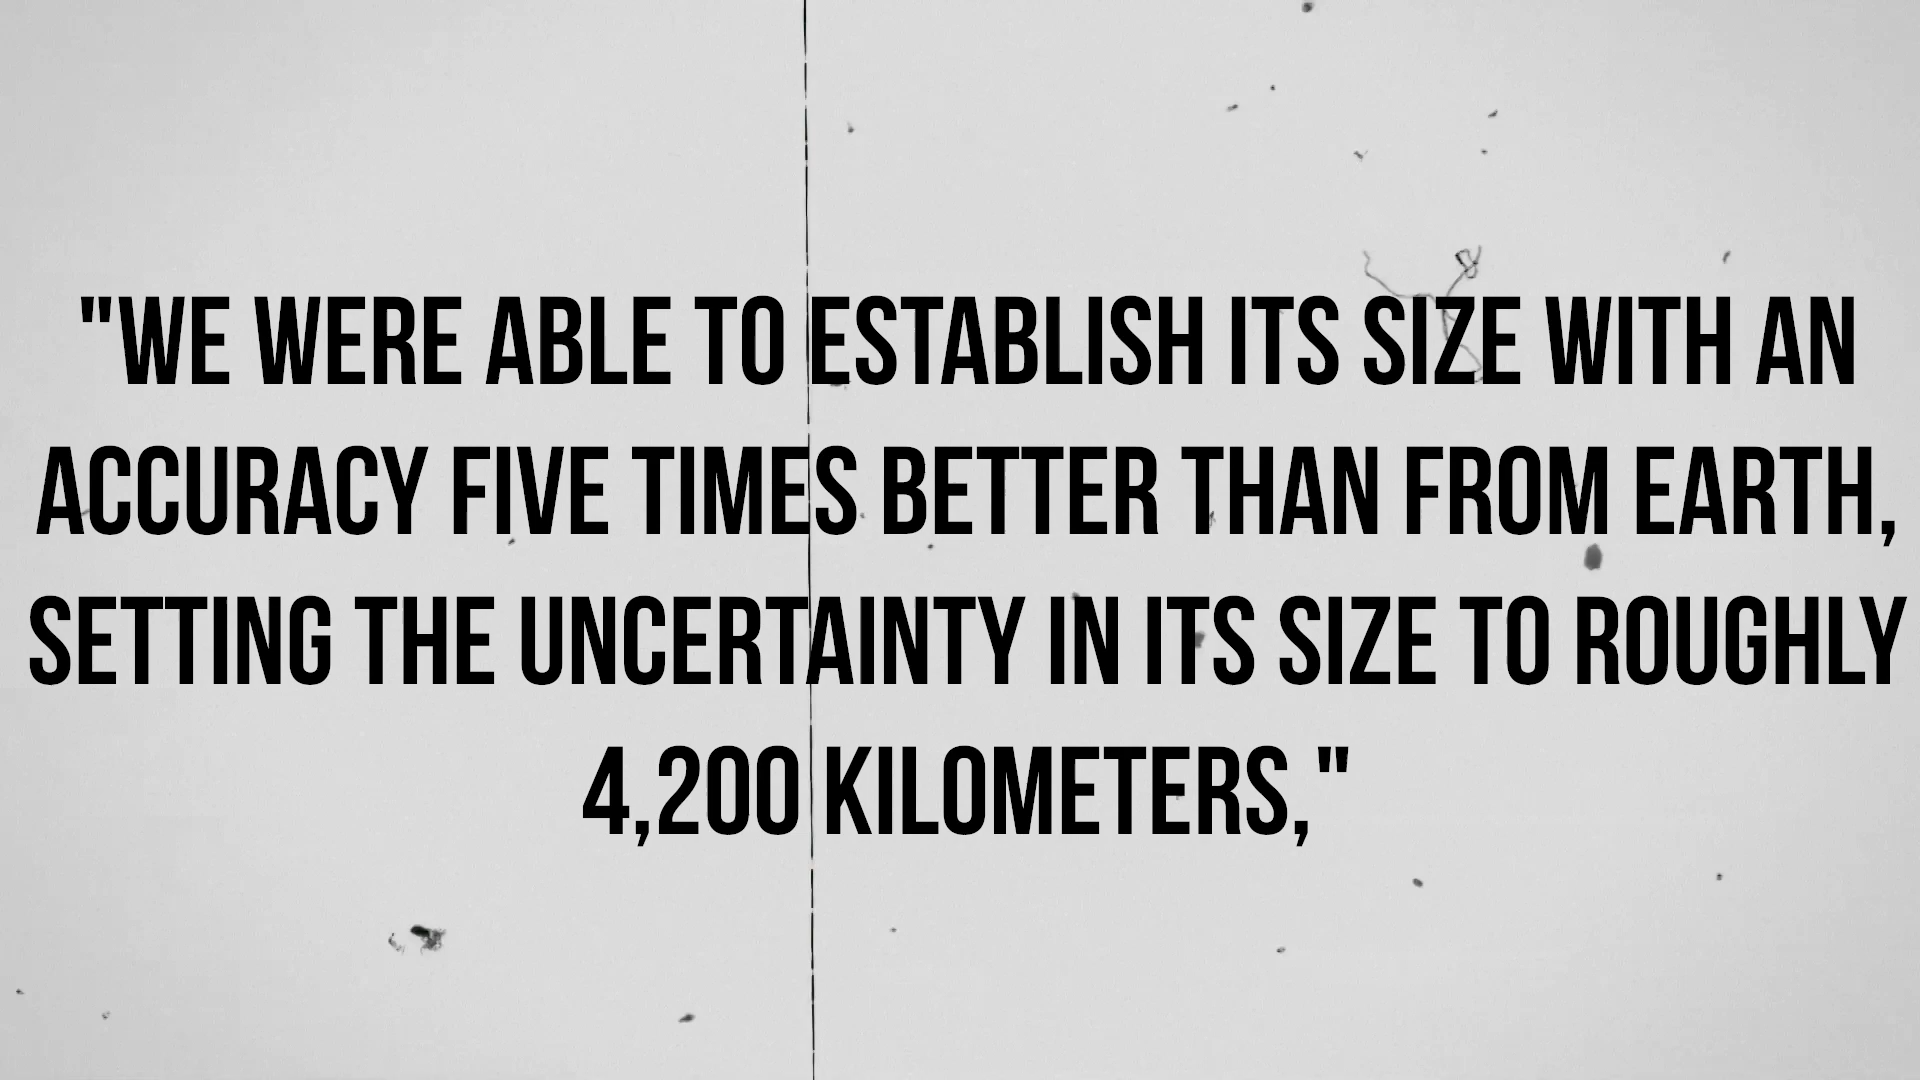 "WE WERE ABLE TO ESTABLISH ITS SIZE WITH AN
ACCURACY FIVE TIMES BETTER THAN FROM EARTH,
SETTING THE UNCERTAINTY IN ITS SIZE TO ROUGHLY
4,200 KILOMETERS,"